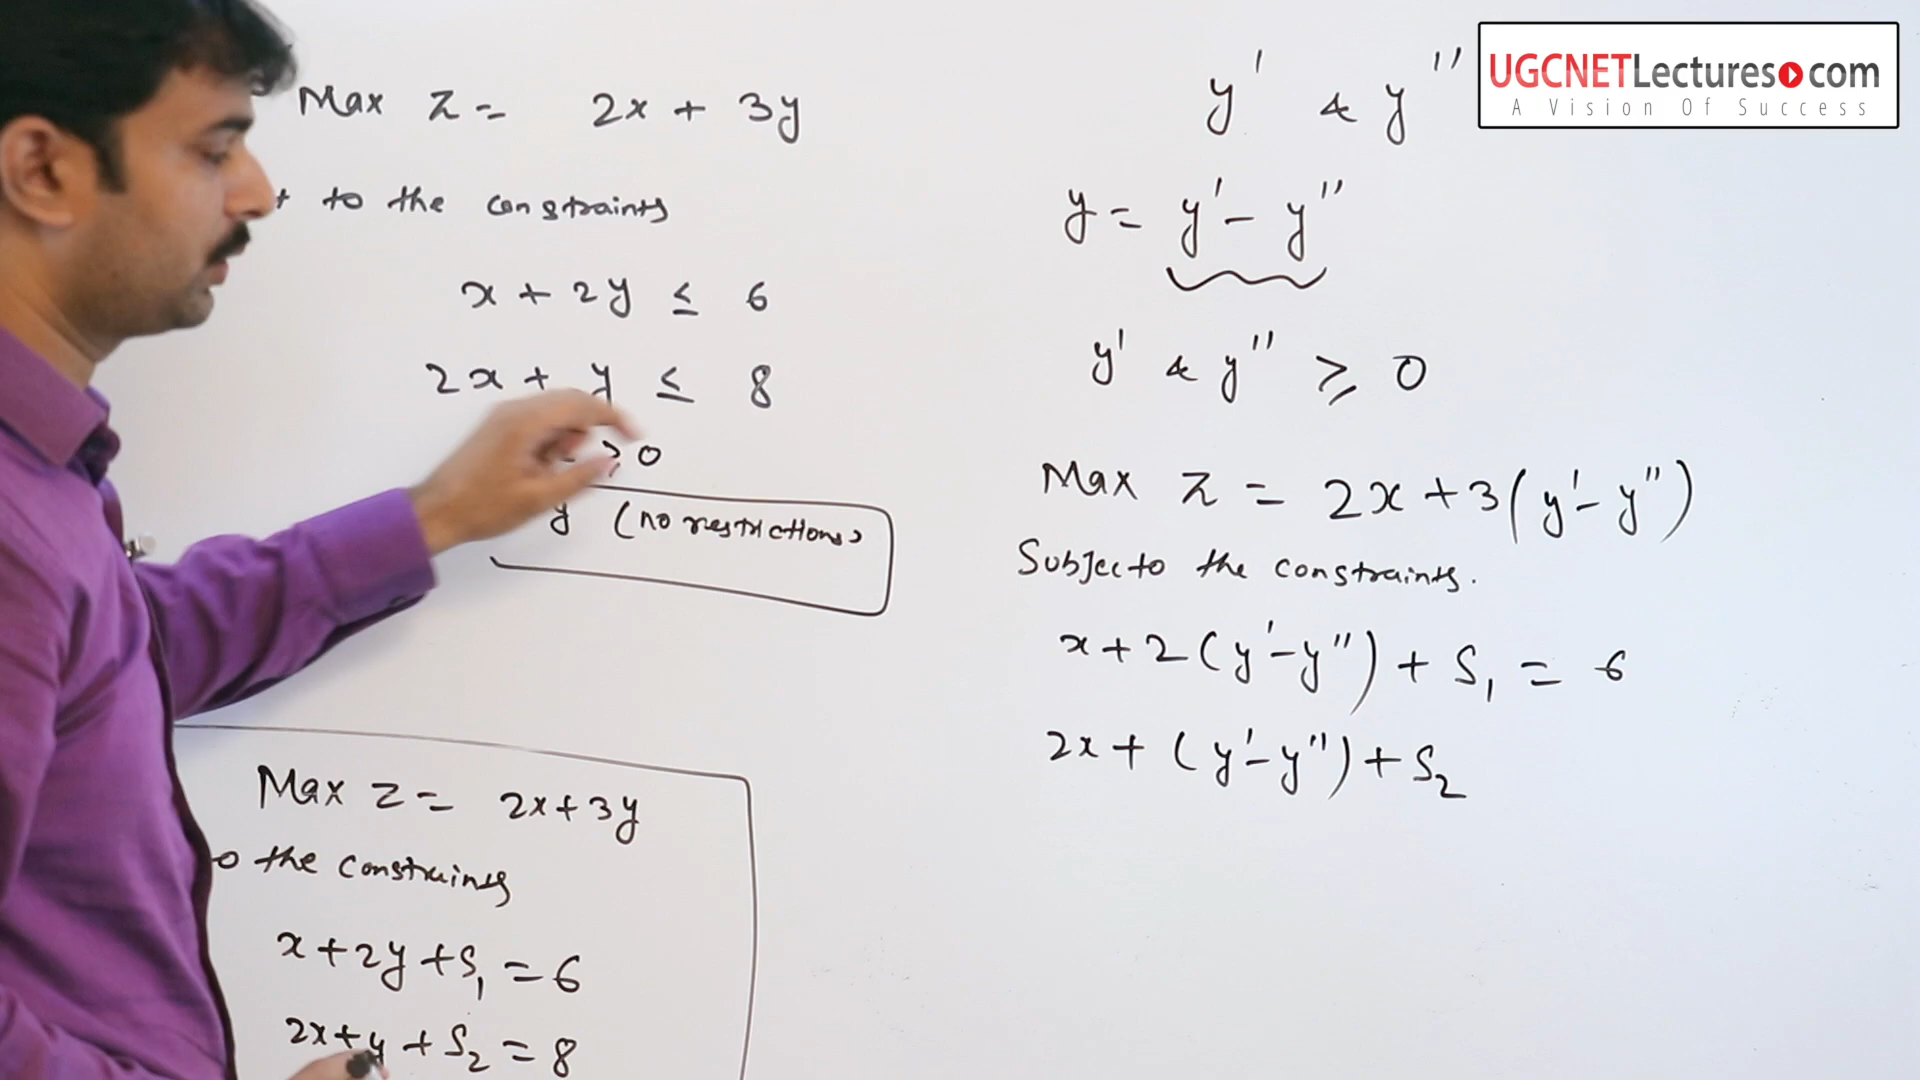 Max Z = 2x + 3y
to the constraints
x + 2y ≤ 6
2x + y ≤ 8
≥ 0
y (no restrictions)
Max Z = 2x+3y
the constraints
x+2y+S₁ = 6
2x+y+S₂ = 8
y' & y''
y = y' - y''
y' & y'' ≥ 0
Max Z = 2x+3(y'-y'')
Subjecto the constraints.
x+2(y'-y'')+S₁ = 6
2x+(y'-y'')+S₂
UGCNETLectures.com
A Vision Of Success